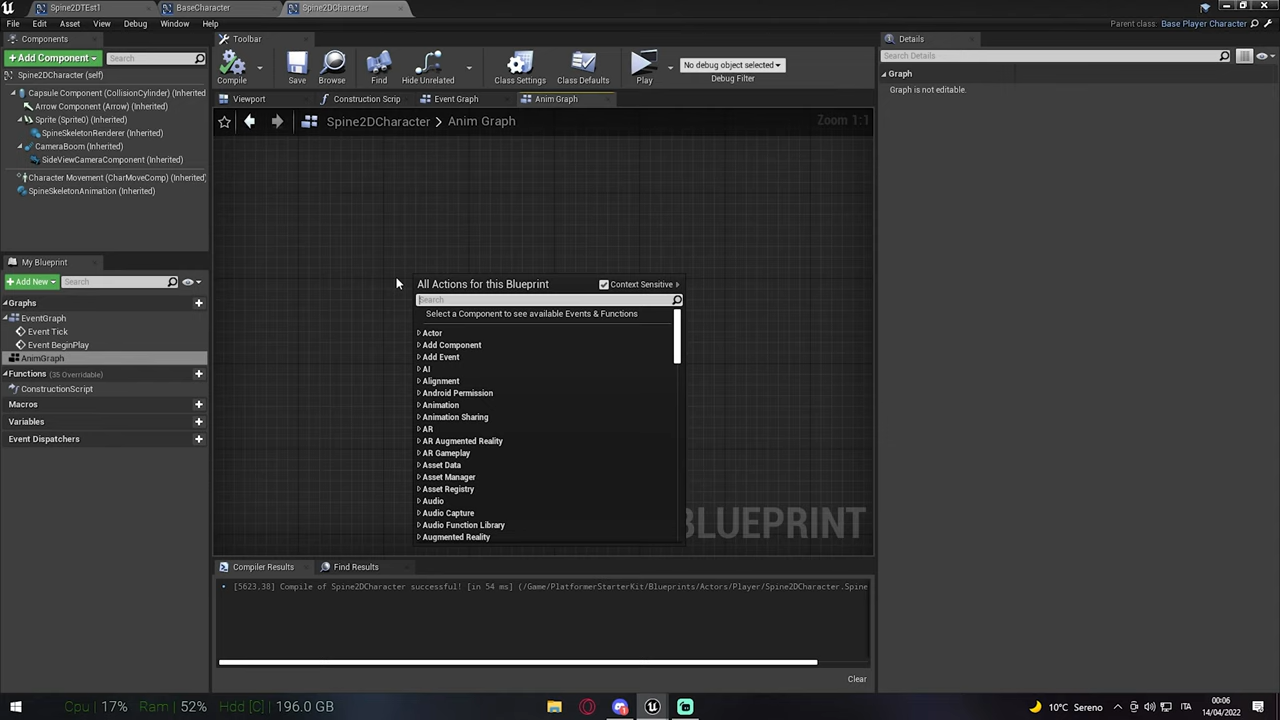 Spine2DTEst1
BaseCharacter
Spine2DCharacter
File Edit Asset View Debug Window Help
Parent class: Base Player Character
Components
Toolbar
Details
+Add Component
Search
Compile
Save
Browse
Find
Hide Unrelated
Class Settings
Class Defaults
Play
No debug object selected
Debug Filter
Search Details
Spine2DCharacter (self)
Graph
Graph is not editable.
Capsule Component (CollisionCylinder) (Inherited)
Arrow Component (Arrow) (Inherited)
Sprite (Sprite0) (Inherited)
SpineSkeletonRenderer (Inherited)
CameraBoom (Inherited)
SideViewCameraComponent (Inherited)
Character Movement (CharMoveComp) (Inherited)
SpineSkeletonAnimation (Inherited)
Viewport
Construction Scrip
Event Graph
Anim Graph
Spine2DCharacter > Anim Graph
Zoom 1:1
My Blueprint
+Add New
Search
Graphs
EventGraph
Event Tick
Event BeginPlay
AnimGraph
Functions (35 Overridable)
ConstructionScript
Macros
Variables
Event Dispatchers
All Actions for this Blueprint
Context Sensitive
Search
Select a Component to see available Events & Functions
Actor
Add Component
Add Event
AI
Alignment
Android Permission
Animation
Animation Sharing
AR
AR Augmented Reality
AR Gameplay
Asset Data
Asset Manager
Asset Registry
Audio
Audio Capture
Audio Function Library
Augmented Reality
BLUEPRINT
Compiler Results
Find Results
[5623.38] Compile of Spine2DCharacter successful! [in 54 ms] (/Game/PlatformerStarterKit/Blueprints/Actors/Player/Spine2DCharacter.Spine
Clear
Cpu | 17% Ram | 52% Hdd [C] | 196.0 GB
10°C Sereno
ITA
00:06
14/04/2022